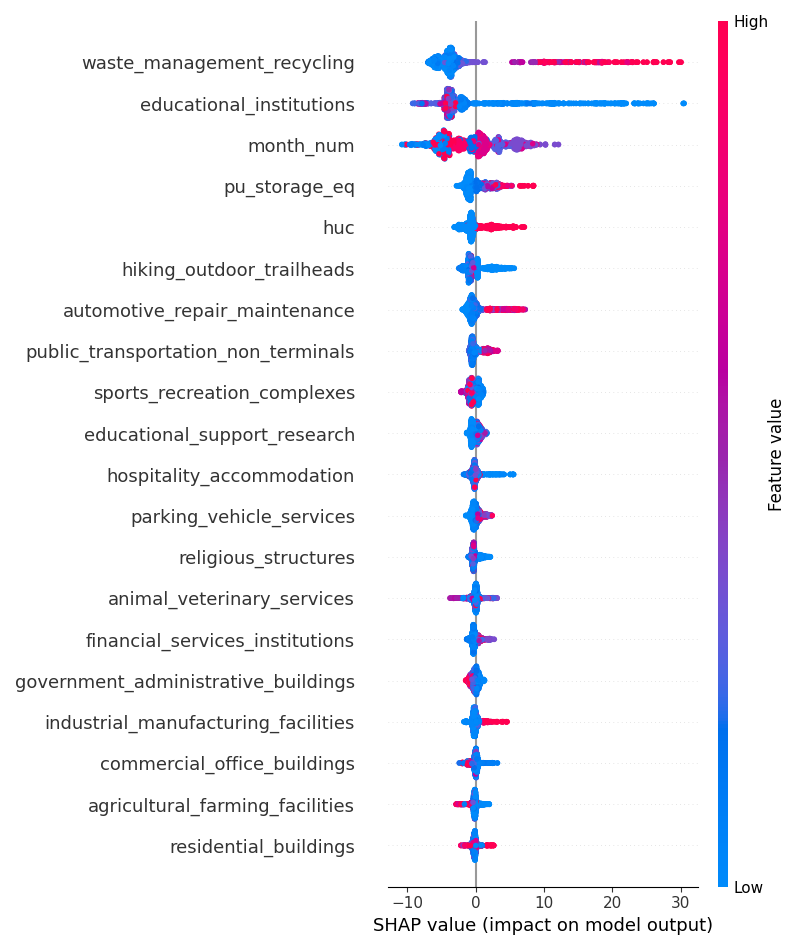 High
waste_management_recycling
educational_institutions
month_num
pu_storage_eq
huc
hiking_outdoor_trailheads
automotive_repair_maintenance
public_transportation_non_terminals
sports_recreation_complexes
educational_support_research
hospitality_accommodation
parking_vehicle_services
religious_structures
animal_veterinary_services
financial_services_institutions
government_administrative_buildings
industrial_manufacturing_facilities
commercial_office_buildings
agricultural_farming_facilities
residential_buildings
Feature value
Low
−10 0 10 20 30
SHAP value (impact on model output)